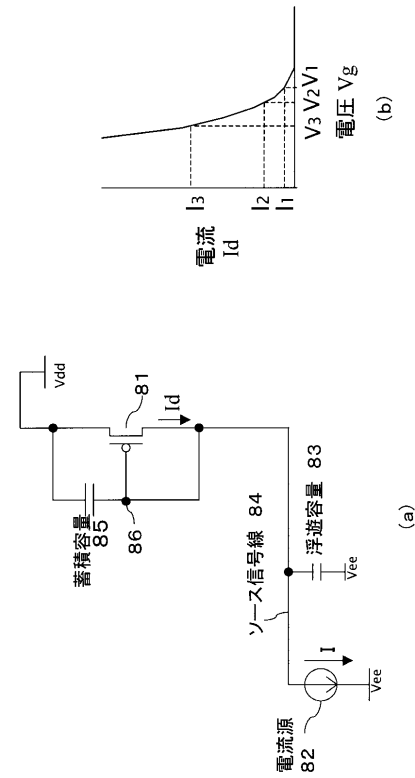 Vdd
蓄積容量
85
86
81
Id
ソース信号線 84
浮遊容量 83
Vee
I
電流源
82
Vee
(a)
電流
Id
I3
I2
I1
V3 V2 V1
電圧 Vg
(b)